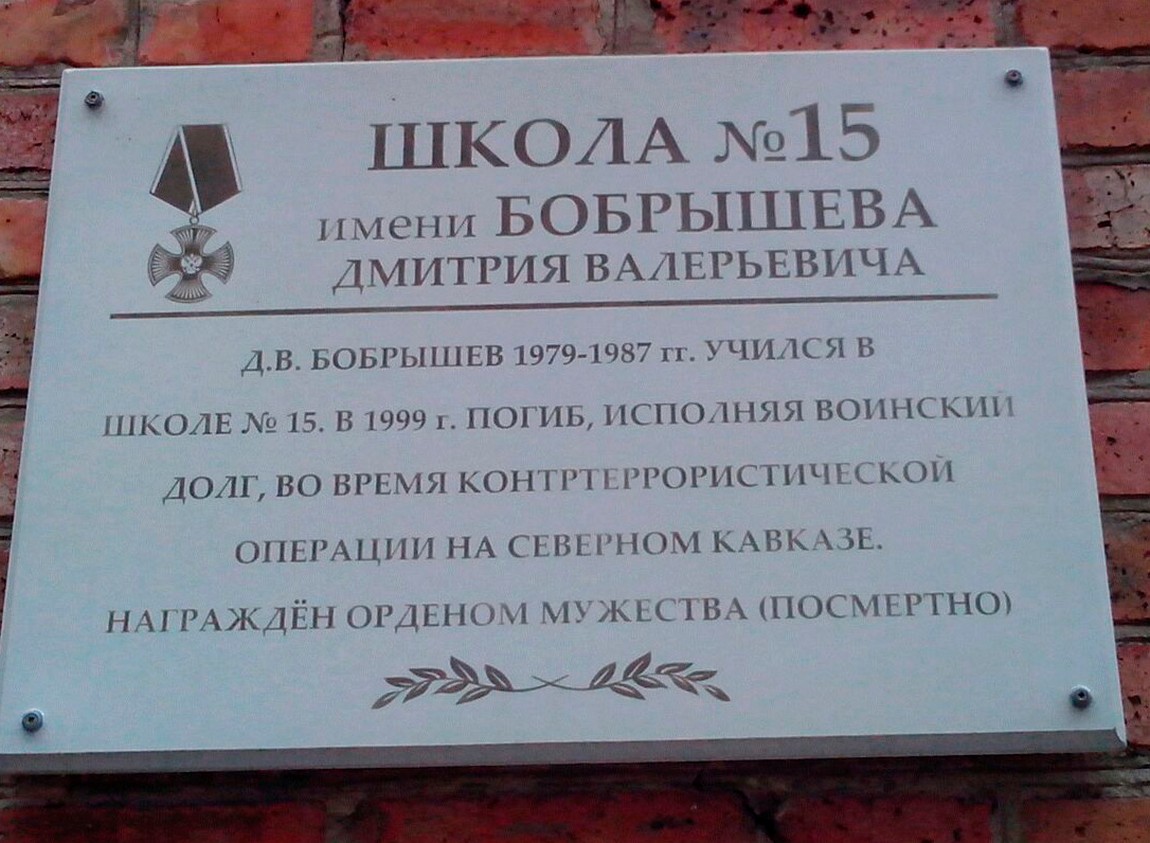 ШКОЛА №15
имени БОБРЫШЕВА
ДМИТРИЯ ВАЛЕРЬЕВИЧА
Д.В. БОБРЫШЕВ 1979-1987 гг. УЧИЛСЯ В
ШКОЛЕ № 15. В 1999 г. ПОГИБ, ИСПОЛНЯЯ ВОИНСКИЙ
ДОЛГ, ВО ВРЕМЯ КОНТРТЕРРОРИСТИЧЕСКОЙ
ОПЕРАЦИИ НА СЕВЕРНОМ КАВКАЗЕ.
НАГРАЖДЁН ОРДЕНОМ МУЖЕСТВА (ПОСМЕРТНО)